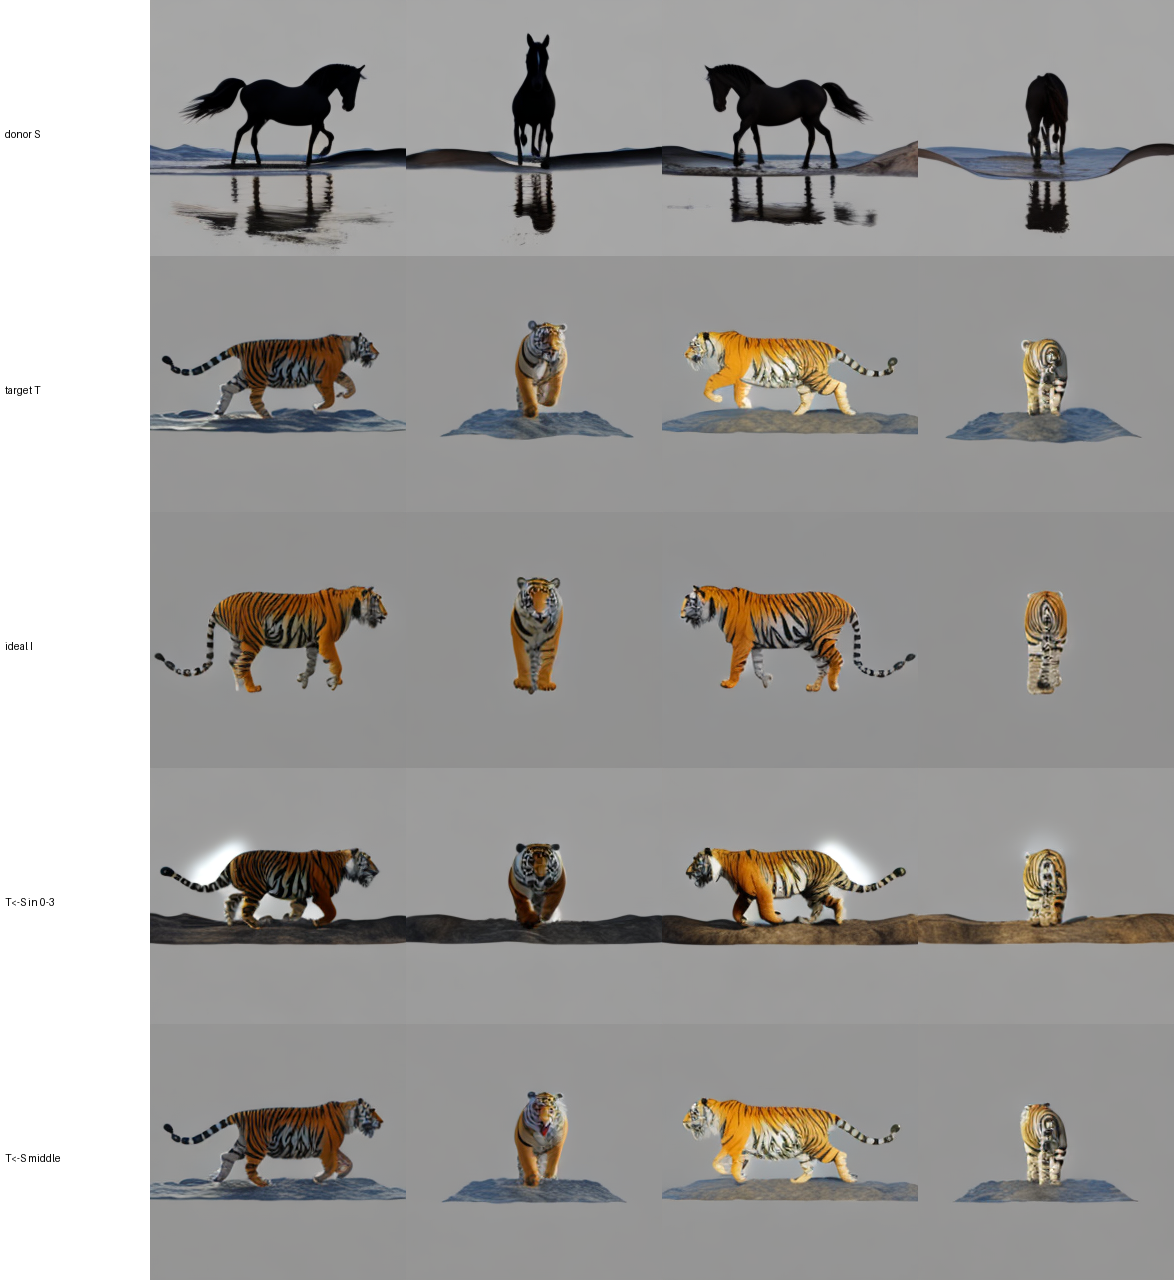 donor S
target T
ideal I
T<-S in 0-3
T<-S middle